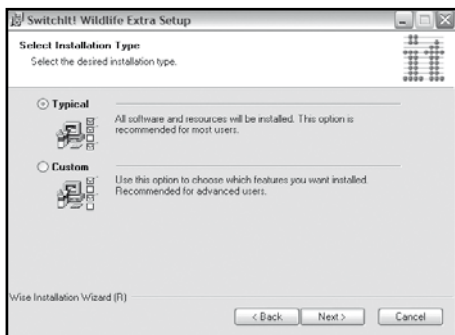 SwitchIt! Wildlife Extra Setup
Select Installation Type
Select the desired installation type.
Typical
All software and resources will be installed. This option is
recommended for most users.
Custom
Use this option to choose which features you want installed.
Recommended for advanced users.
Wise Installation Wizard (R)
< Back
Next >
Cancel